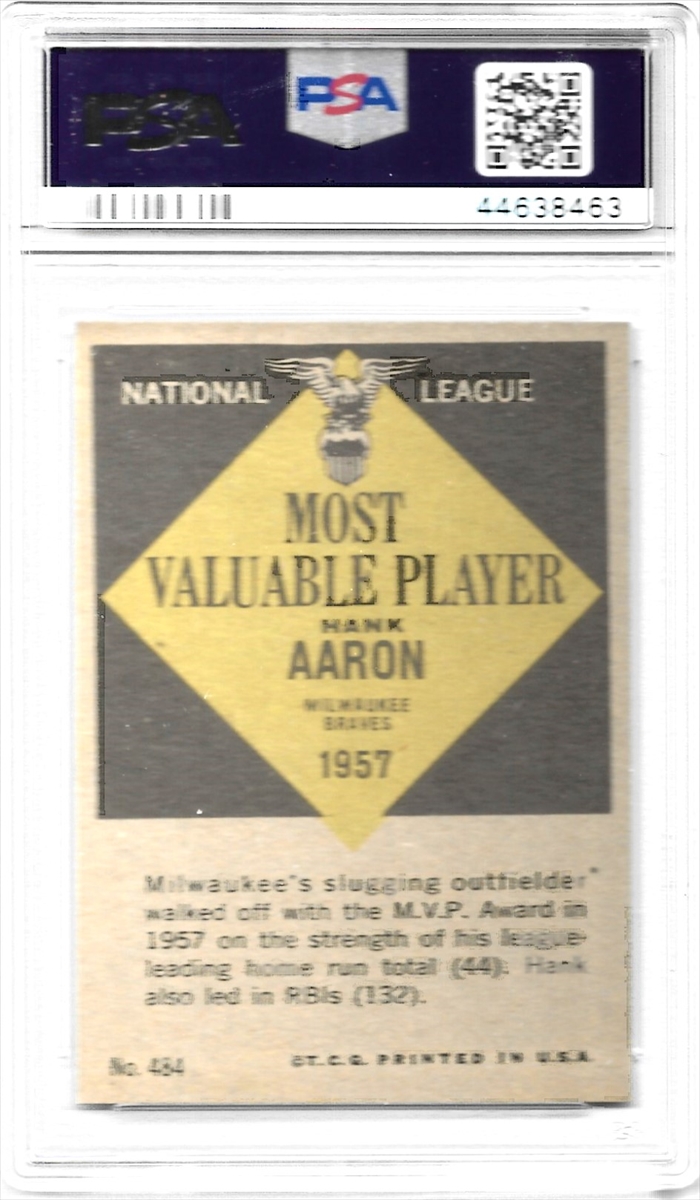 PSA
PSA
44638463
NATIONAL LEAGUE
MOST
VALUABLE PLAYER
HANK
AARON
MILWAUKEE
BRAVES
1957
Milwaukee's slugging outfielder
walked off with the M.V.P. Award in
1957 on the strength of his league-
leading home run total (44). Hank
also led in RBIs (132).
No. 484
©T.C.G. PRINTED IN U.S.A.